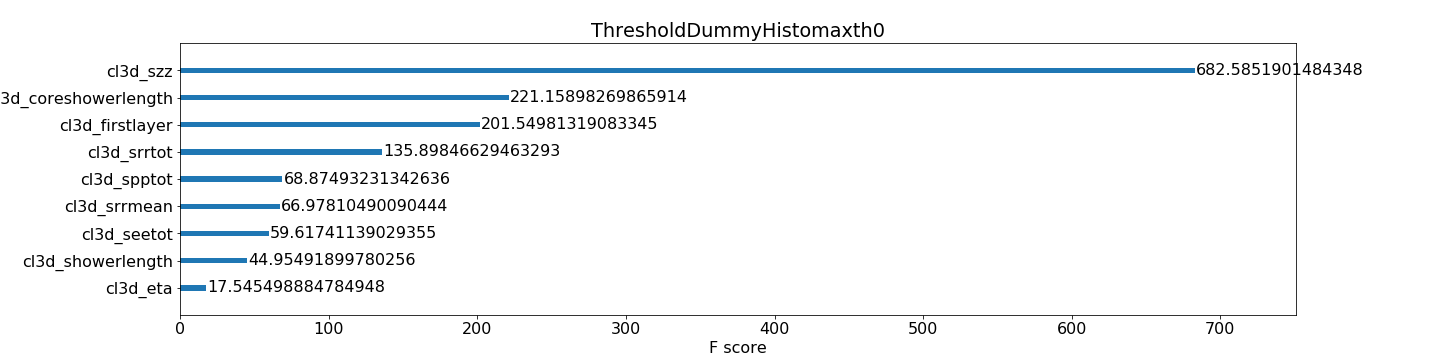 ThresholdDummyHistomaxth0
cl3d_szz 682.5851901484348
3d_coreshowerlength 221.15898269865914
cl3d_firstlayer 201.54981319083345
cl3d_srrtot 135.89846629463293
cl3d_spptot 68.87493231342636
cl3d_srrmean 66.97810490090444
cl3d_seetot 59.61741139029355
cl3d_showerlength 44.95491899780256
cl3d_eta 17.545498884784948
0 100 200 300 400 500 600 700
F score